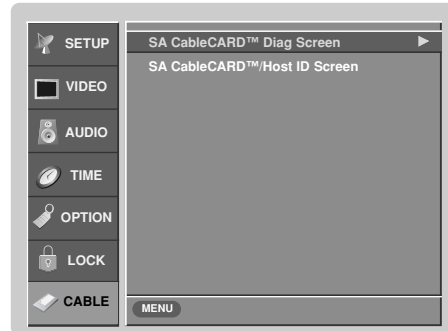 SETUP
VIDEO
AUDIO
TIME
OPTION
LOCK
CABLE
SA CableCARD™ Diag Screen
SA CableCARD™/Host ID Screen
MENU